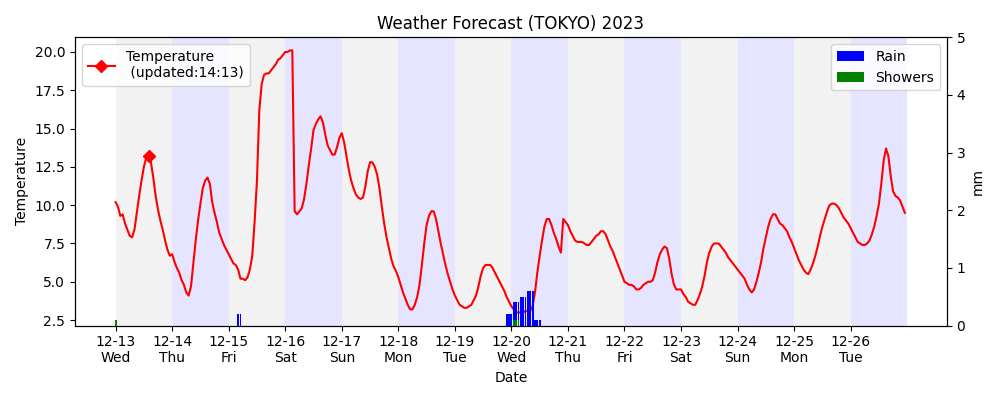 Weather Forecast (TOKYO) 2023
Temperature
(updated:14:13)
Rain
Showers
Temperature
20.0
17.5
15.0
12.5
10.0
7.5
5.0
2.5
5
4
3
2
1
0
mm
12-13 12-14 12-15 12-16 12-17 12-18 12-19 12-20 12-21 12-22 12-23 12-24 12-25 12-26
Wed Thu Fri Sat Sun Mon Tue Wed Thu Fri Sat Sun Mon Tue
Date